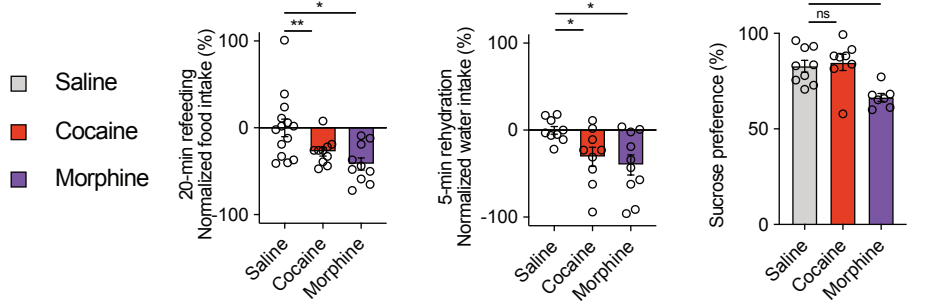 Saline
Cocaine
Morphine
20-min refeeding
Normalized food intake (%)
100
0
-100
**
*
Saline
Cocaine
Morphine
5-min rehydration
Normalized water intake (%)
100
0
-100
*
*
Saline
Cocaine
Morphine
Sucrose preference (%)
100
50
0
ns
Saline
Cocaine
Morphine